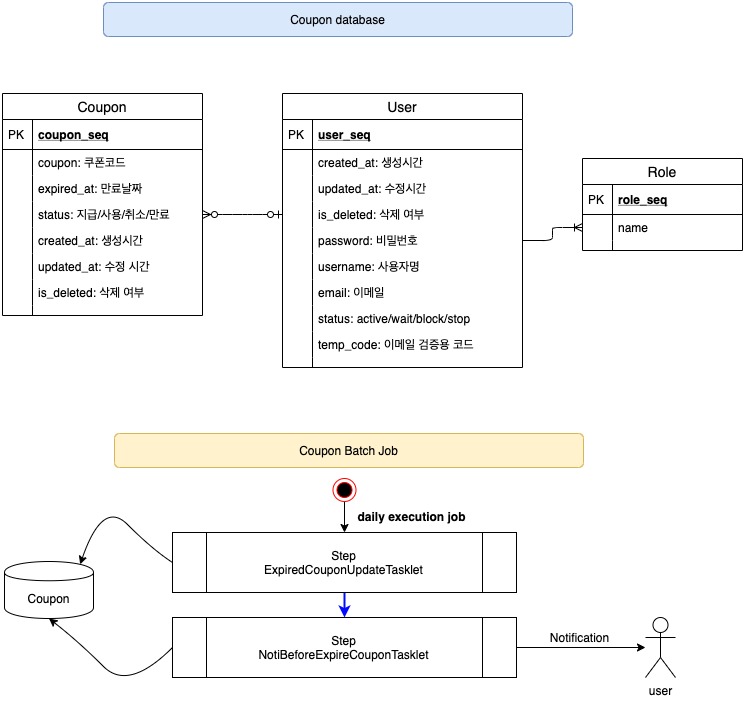 Coupon database
Coupon
PK coupon_seq
coupon: 쿠폰코드
expired_at: 만료날짜
status: 지급/사용/취소/만료
created_at: 생성시간
updated_at: 수정 시간
is_deleted: 삭제 여부
User
PK user_seq
created_at: 생성시간
updated_at: 수정시간
is_deleted: 삭제 여부
password: 비밀번호
username: 사용자명
email: 이메일
status: active/wait/block/stop
temp_code: 이메일 검증용 코드
Role
PK role_seq
name
Coupon Batch Job
daily execution job
Step
ExpiredCouponUpdateTasklet
Coupon
Step
NotiBeforeExpireCouponTasklet
Notification
user